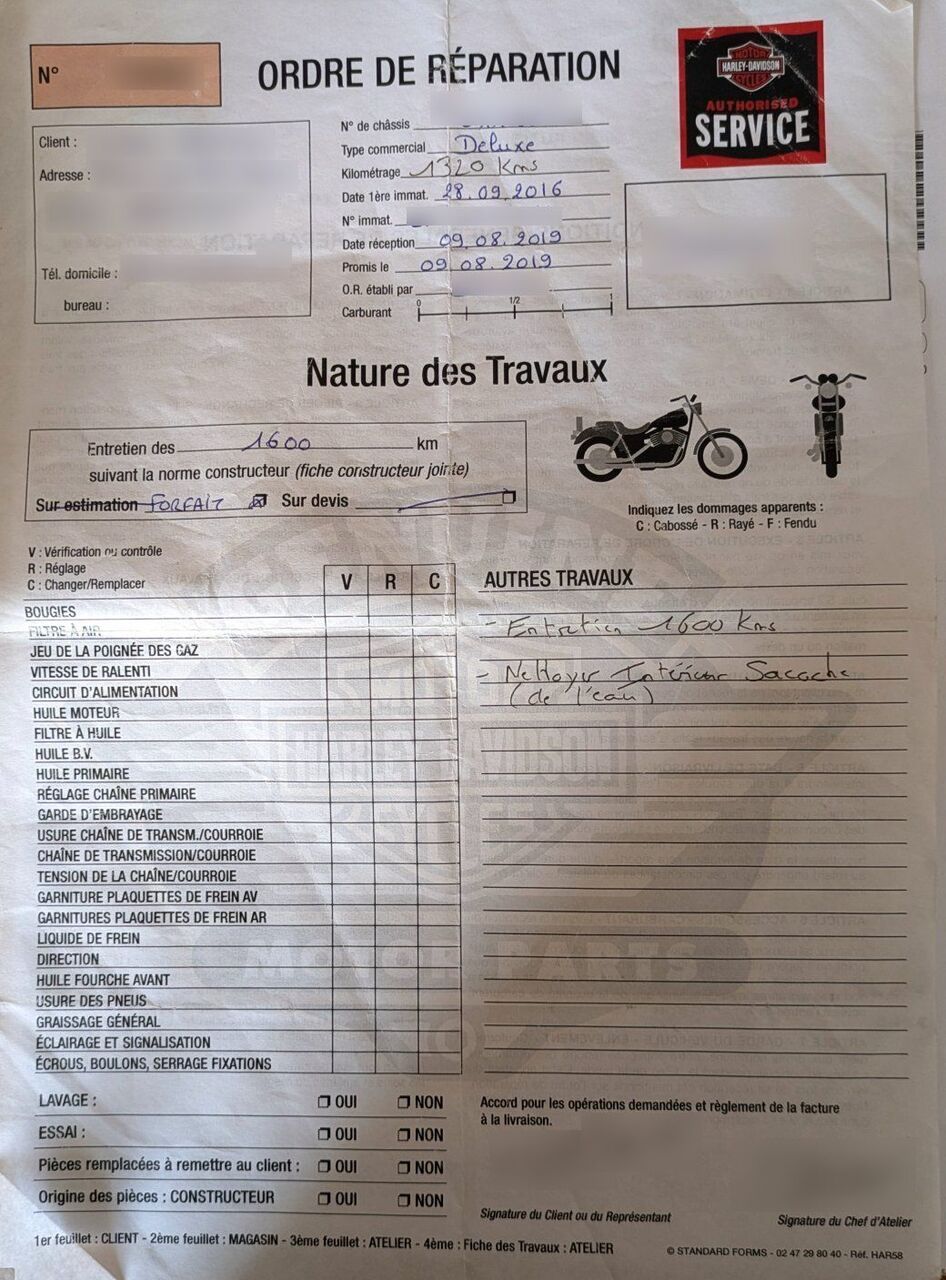 N°
ORDRE DE RÉPARATION
MOTOR
HARLEY-DAVIDSON
CYCLES
AUTHORISED
SERVICE
Client :
Adresse :
Tél. domicile :
bureau :
N° de châssis
Type commercial Deluxe
Kilométrage 1320 Kms
Date 1ère immat. 28.09.2016
N° immat.
Date réception 09.08.2019
Promis le 09.08.2019
O.R. établi par
Carburant 0 1/2 1
Nature des Travaux
Entretien des 1600 km
suivant la norme constructeur (fiche constructeur jointe)
Sur estimation FORFAIT Sur devis
Indiquez les dommages apparents :
C : Cabossé - R : Rayé - F : Fendu
V : Vérification ou contrôle
R : Réglage
C : Changer/Remplacer
V R C
BOUGIES
FILTRE À AIR
JEU DE LA POIGNÉE DES GAZ
VITESSE DE RALENTI
CIRCUIT D'ALIMENTATION
HUILE MOTEUR
FILTRE À HUILE
HUILE B.V.
HUILE PRIMAIRE
RÉGLAGE CHAÎNE PRIMAIRE
GARDE D'EMBRAYAGE
USURE CHAÎNE DE TRANSM./COURROIE
CHAÎNE DE TRANSMISSION/COURROIE
TENSION DE LA CHAÎNE/COURROIE
GARNITURE PLAQUETTES DE FREIN AV
GARNITURES PLAQUETTES DE FREIN AR
LIQUIDE DE FREIN
DIRECTION
HUILE FOURCHE AVANT
USURE DES PNEUS
GRAISSAGE GÉNÉRAL
ÉCLAIRAGE ET SIGNALISATION
ÉCROUS, BOULONS, SERRAGE FIXATIONS
AUTRES TRAVAUX
- Entretien 1600 Kms
- Nettoyer Intérieur Sacoche
(de l'eau)
HARLEY-DAVIDSON
MOTOR PARTS
LAVAGE : OUI NON
ESSAI : OUI NON
Pièces remplacées à remettre au client : OUI NON
Origine des pièces : CONSTRUCTEUR OUI NON
Accord pour les opérations demandées et règlement de la facture
à la livraison.
Signature du Client ou du Représentant
Signature du Chef d'Atelier
1er feuillet : CLIENT - 2ème feuillet : MAGASIN - 3ème feuillet : ATELIER - 4ème : Fiche des Travaux : ATELIER
© STANDARD FORMS - 02 47 29 80 40 - Réf. HAR58